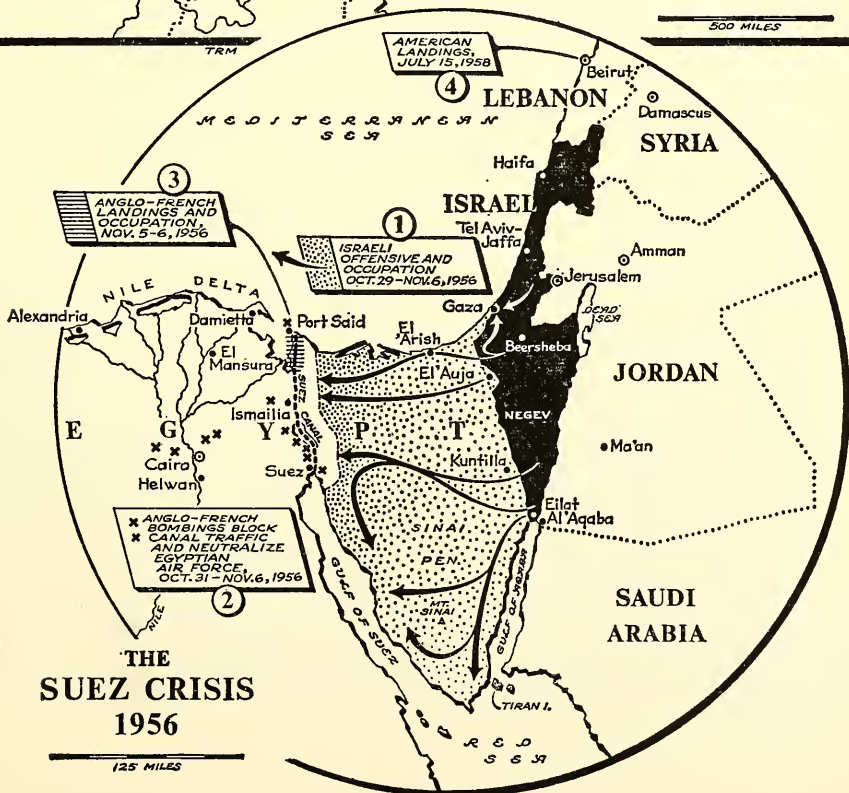 TRM
500 MILES
AMERICAN
LANDINGS,
JULY 15, 1958
4
Beirut
LEBANON
Damascus
SYRIA
MEDITERRANEAN
SEA
Haifa
3
ANGLO-FRENCH
LANDINGS AND
OCCUPATION,
NOV. 5-6, 1956
ISRAEL
1
ISRAELI
OFFENSIVE AND
OCCUPATION
OCT. 29-NOV. 6, 1956
Tel Aviv-
Jaffa
Amman
Jerusalem
NILE DELTA
Gaza
DEAD
SEA
Alexandria
Damietta
Port Said
El
'Arish
Beersheba
El
Mansura
El 'Auja
JORDAN
SUEZ CANAL
Ismailia
NEGEV
EGYPT
Ma'an
Caira
Kuntilla
Suez
Helwan
Eilat
Al 'Aqaba
x ANGLO-FRENCH
BOMBINGS BLOCK
x CANAL TRAFFIC
AND NEUTRALIZE
EGYPTIAN
AIR FORCE,
OCT. 31-NOV. 6, 1956
2
SINAI
PEN.
GULF OF SUEZ
MT.
SINAI
GULF OF AQABA
SAUDI
ARABIA
NILE
THE
SUEZ CRISIS
1956
TIRAN I.
125 MILES
RED
SEA